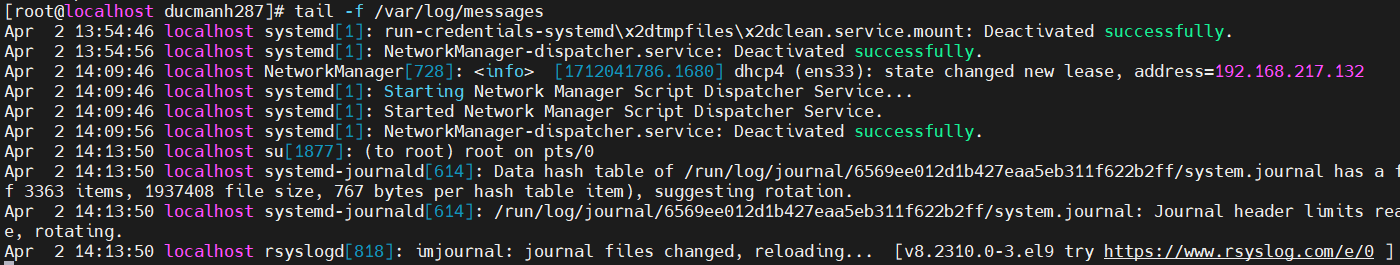 [root@localhost ducmanh287]# tail -f /var/log/messages
Apr  2 13:54:46 localhost systemd[1]: run-credentials-systemd\x2dtmpfiles\x2dclean.service.mount: Deactivated successfully.
Apr  2 13:54:56 localhost systemd[1]: NetworkManager-dispatcher.service: Deactivated successfully.
Apr  2 14:09:46 localhost NetworkManager[728]: <info>  [1712041786.1680] dhcp4 (ens33): state changed new lease, address=192.168.217.132
Apr  2 14:09:46 localhost systemd[1]: Starting Network Manager Script Dispatcher Service...
Apr  2 14:09:46 localhost systemd[1]: Started Network Manager Script Dispatcher Service.
Apr  2 14:09:56 localhost systemd[1]: NetworkManager-dispatcher.service: Deactivated successfully.
Apr  2 14:13:50 localhost su[1877]: (to root) root on pts/0
Apr  2 14:13:50 localhost systemd-journald[614]: Data hash table of /run/log/journal/6569ee012d1b427eaa5eb311f622b2ff/system.journal has a f
f 3363 items, 1937408 file size, 767 bytes per hash table item), suggesting rotation.
Apr  2 14:13:50 localhost systemd-journald[614]: /run/log/journal/6569ee012d1b427eaa5eb311f622b2ff/system.journal: Journal header limits rea
e, rotating.
Apr  2 14:13:50 localhost rsyslogd[818]: imjournal: journal files changed, reloading...  [v8.2310.0-3.el9 try https://www.rsyslog.com/e/0 ]